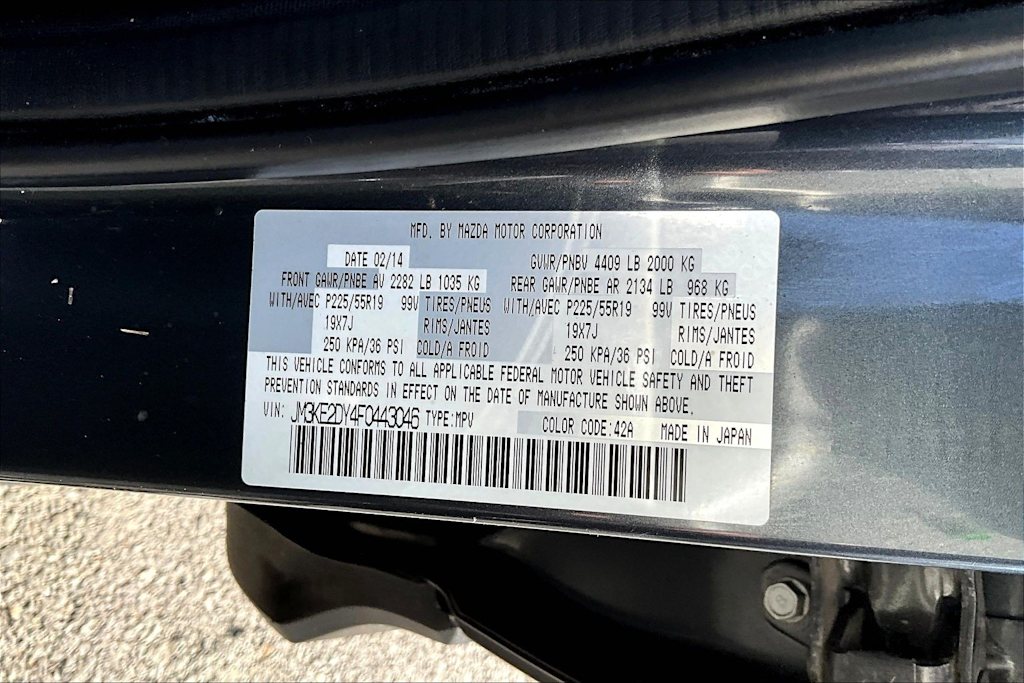 MFD. BY MAZDA MOTOR CORPORATION
DATE 02/14 GVWR/PNBV 4409 LB 2000 KG
FRONT GAWR/PNBE AV 2282 LB 1035 KG REAR GAWR/PNBE AR 2134 LB 968 KG
WITH/AVEC P225/55R19 99V TIRES/PNEUS WITH/AVEC P225/55R19 99V TIRES/PNEUS
19X7J RIMS/JANTES 19X7J RIMS/JANTES
250 KPA/36 PSI COLD/A FROID 250 KPA/36 PSI COLD/A FROID
THIS VEHICLE CONFORMS TO ALL APPLICABLE FEDERAL MOTOR VEHICLE SAFETY AND THEFT
PREVENTION STANDARDS IN EFFECT ON THE DATE OF MANUFACTURE SHOWN ABOVE.
VIN: JM3KE2DY4F0443046 TYPE:MPV COLOR CODE:42A MADE IN JAPAN